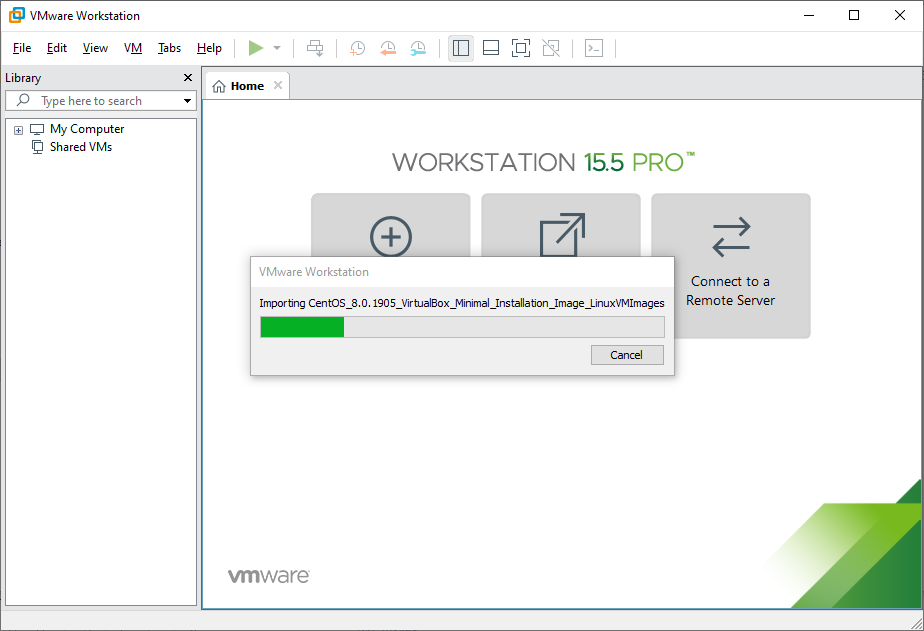 VMware Workstation
File Edit View VM Tabs Help
Library
Type here to search
Home
My Computer
Shared VMs
WORKSTATION 15.5 PRO™
Connect to a
Remote Server
VMware Workstation
Importing CentOS_8.0.1905_VirtualBox_Minimal_Installation_Image_LinuxVMImages
Cancel
vmware